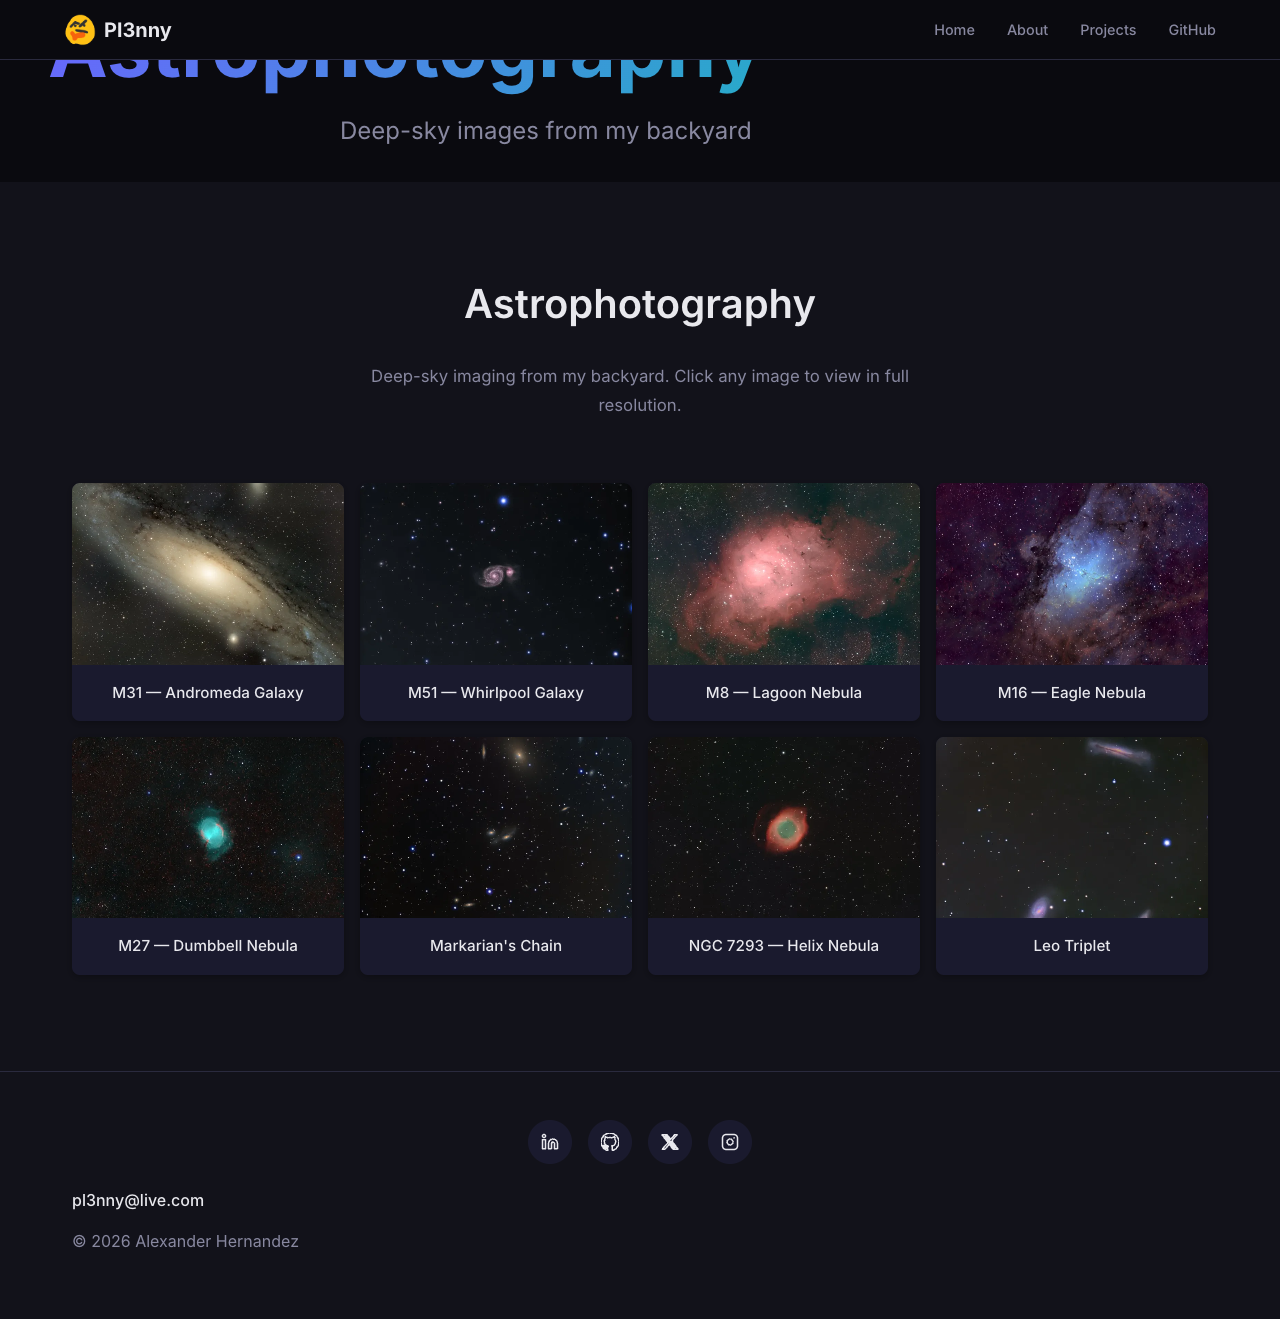 Pl3nny
Home About Projects GitHub
Astrophotography
Deep-sky images from my backyard
Astrophotography
Deep-sky imaging from my backyard. Click any image to view in full
resolution.
M31 — Andromeda Galaxy
M51 — Whirlpool Galaxy
M8 — Lagoon Nebula
M16 — Eagle Nebula
M27 — Dumbbell Nebula
Markarian's Chain
NGC 7293 — Helix Nebula
Leo Triplet
pl3nny@live.com
© 2026 Alexander Hernandez